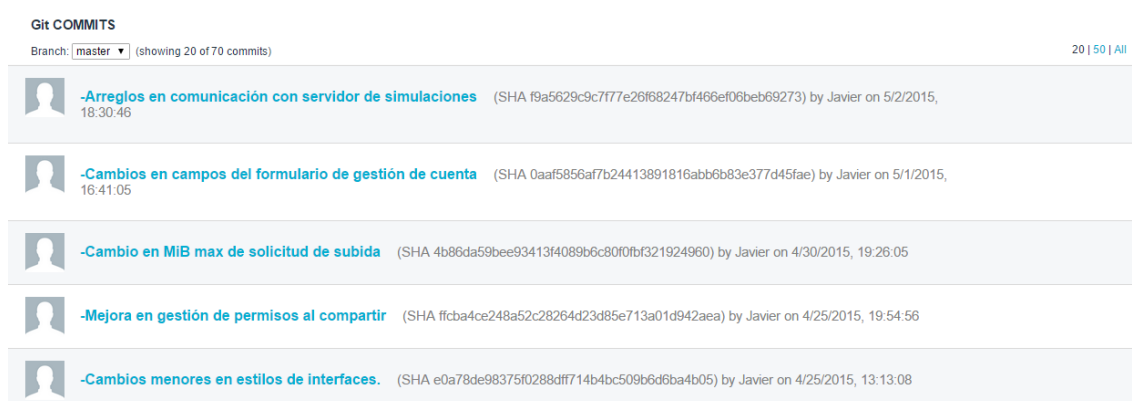 Git COMMITS
Branch: master ▼ (showing 20 of 70 commits) 20 | 50 | All
-Arreglos en comunicación con servidor de simulaciones (SHA f9a5629c9c7f77e26f68247bf466ef06beb69273) by Javier on 5/2/2015,
18:30:46
-Cambios en campos del formulario de gestión de cuenta (SHA 0aaf5856af7b24413891816abb6b83e377d45fae) by Javier on 5/1/2015,
16:41:05
-Cambio en MiB max de solicitud de subida (SHA 4b86da59bee93413f4089b6c80f0fbf321924960) by Javier on 4/30/2015, 19:26:05
-Mejora en gestión de permisos al compartir (SHA ffcba4ce248a52c28264d23d85e713a01d942aea) by Javier on 4/25/2015, 19:54:56
-Cambios menores en estilos de interfaces. (SHA e0a78de98375f0288dff714b4bc509b6d6ba4b05) by Javier on 4/25/2015, 13:13:08